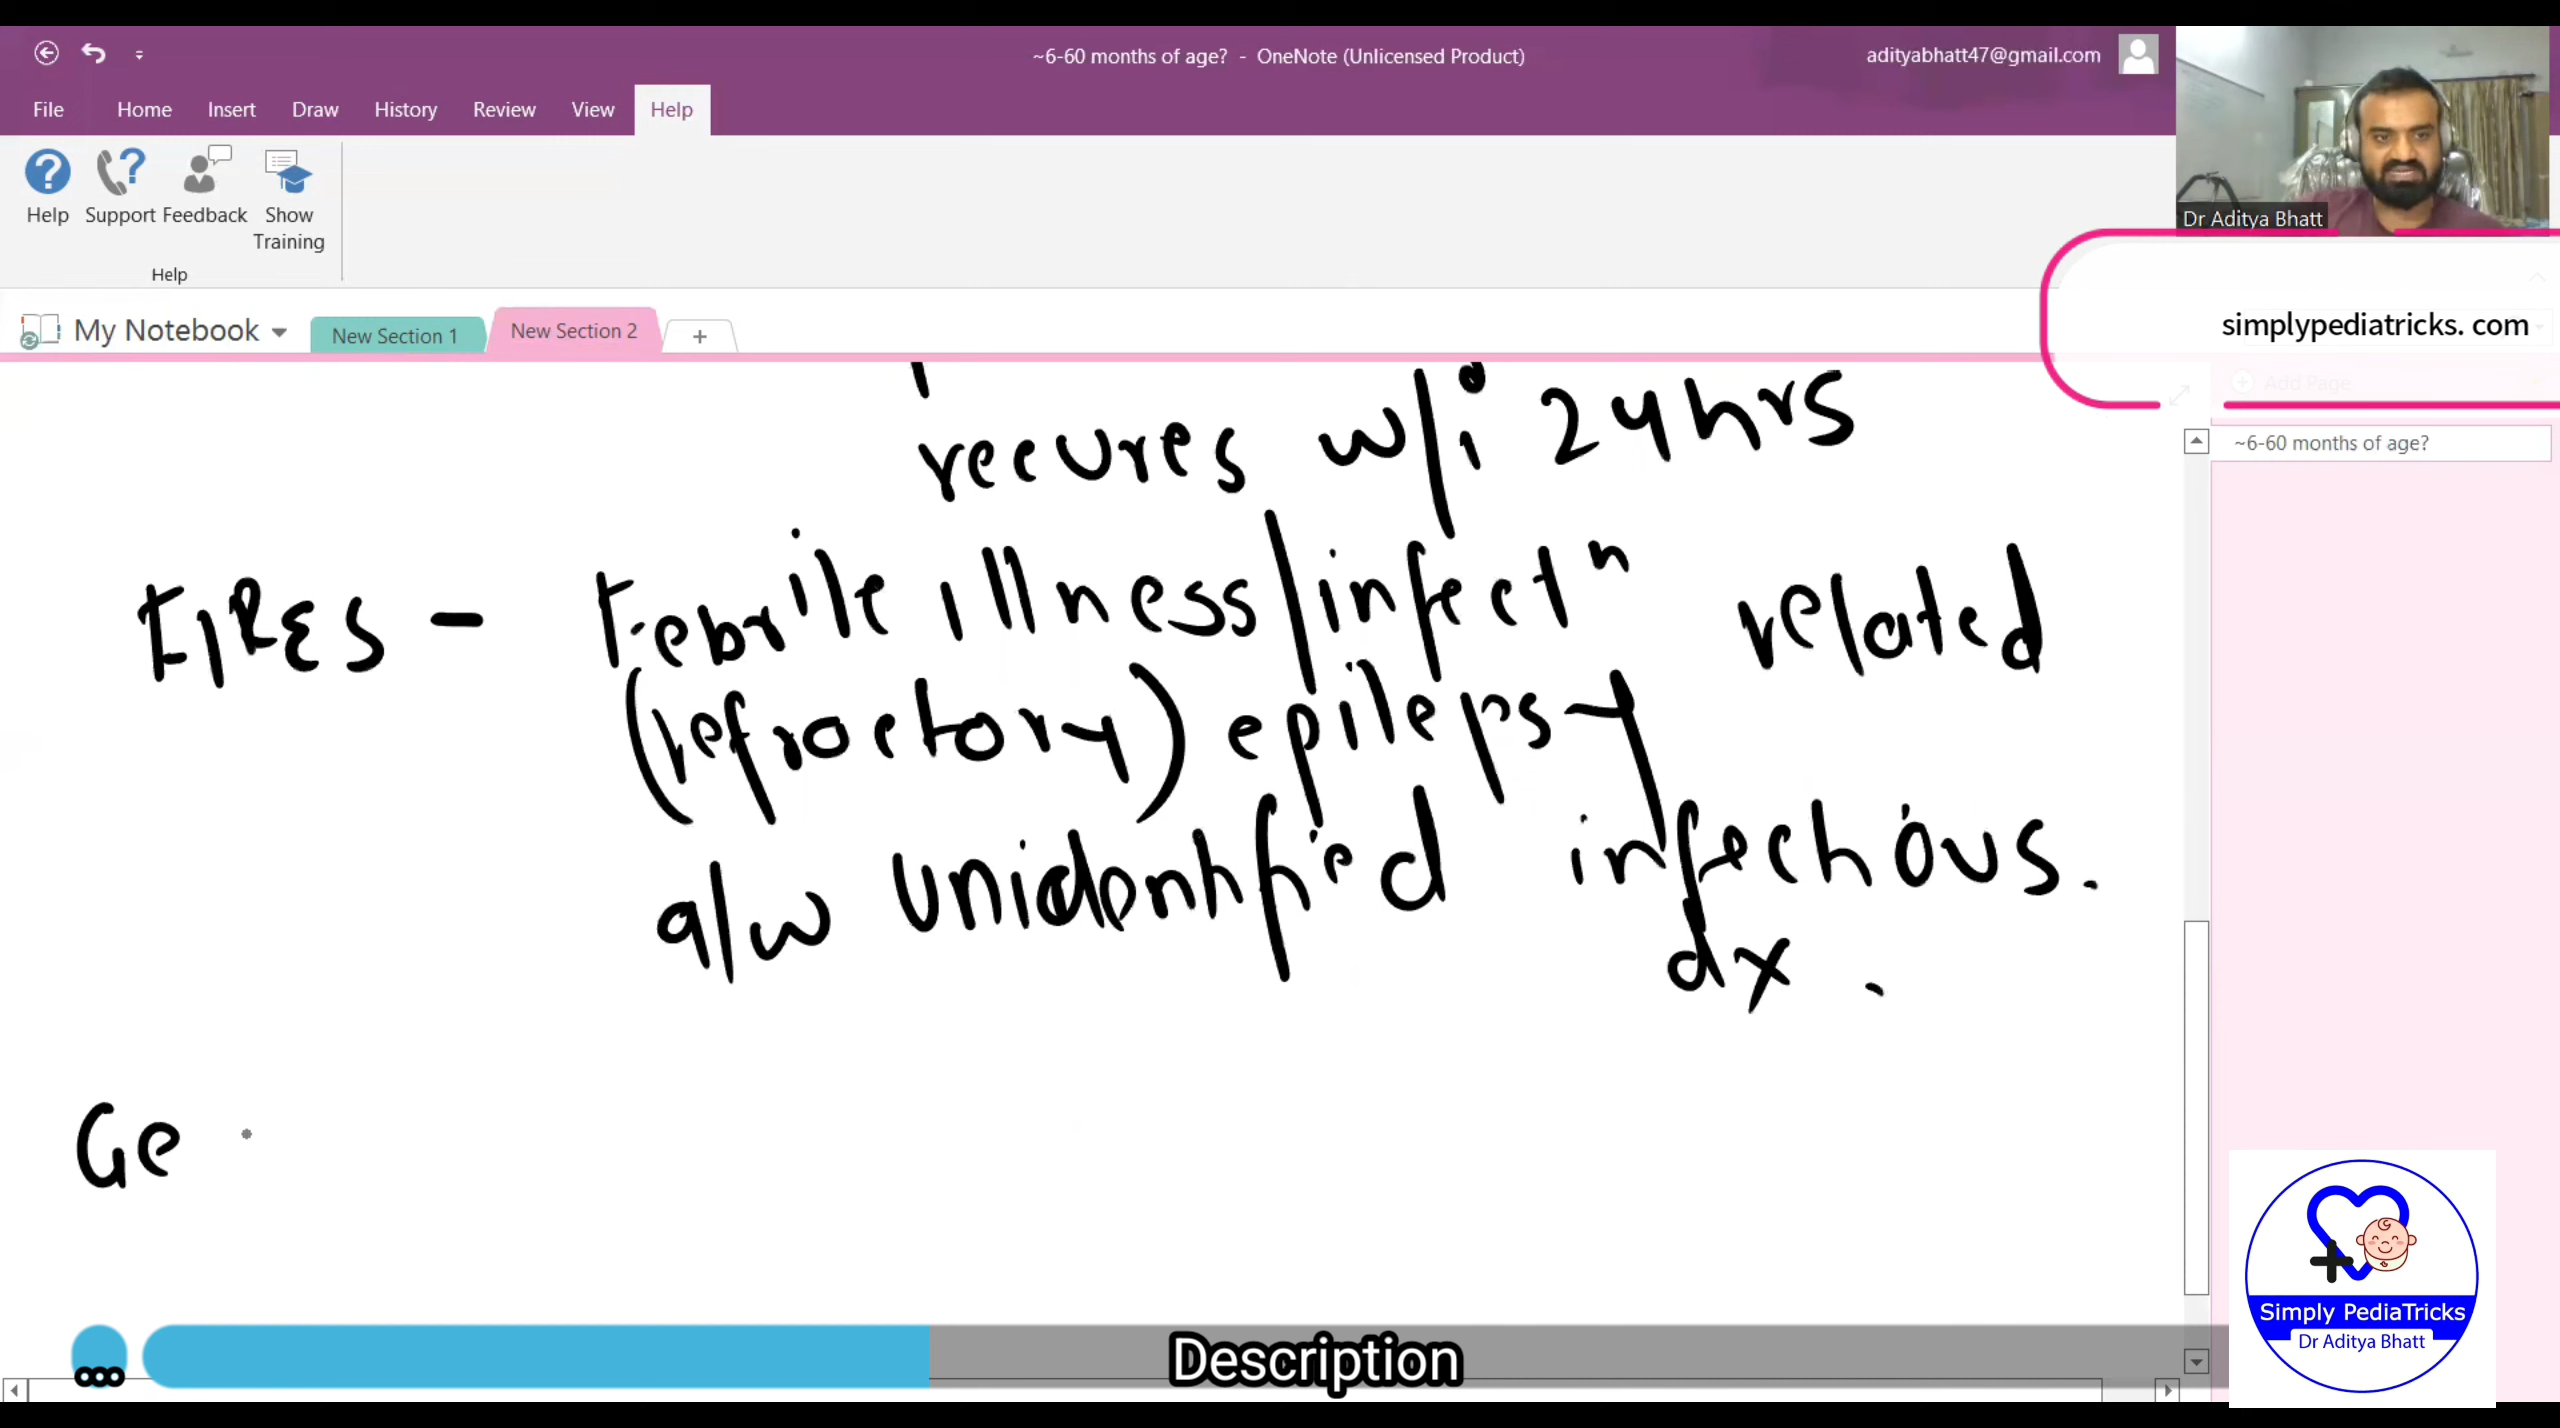 ~6-60 months of age? - OneNote (Unlicensed Product)
adityabhatt47@gmail.com
File Home Insert Draw History Review View Help
Help Support Feedback Show Training
Help
Dr Aditya Bhatt
simplypediatricks. com
My Notebook New Section 1 New Section 2 +
Add Page
~6-60 months of age?
recures w/i 24hrs
FIRES - Febrile illness/infectⁿ related
(refractory) epilepsy
a/w unidentified infectious.
dx.
Ge
Simply PediaTricks
Dr Aditya Bhatt
Description